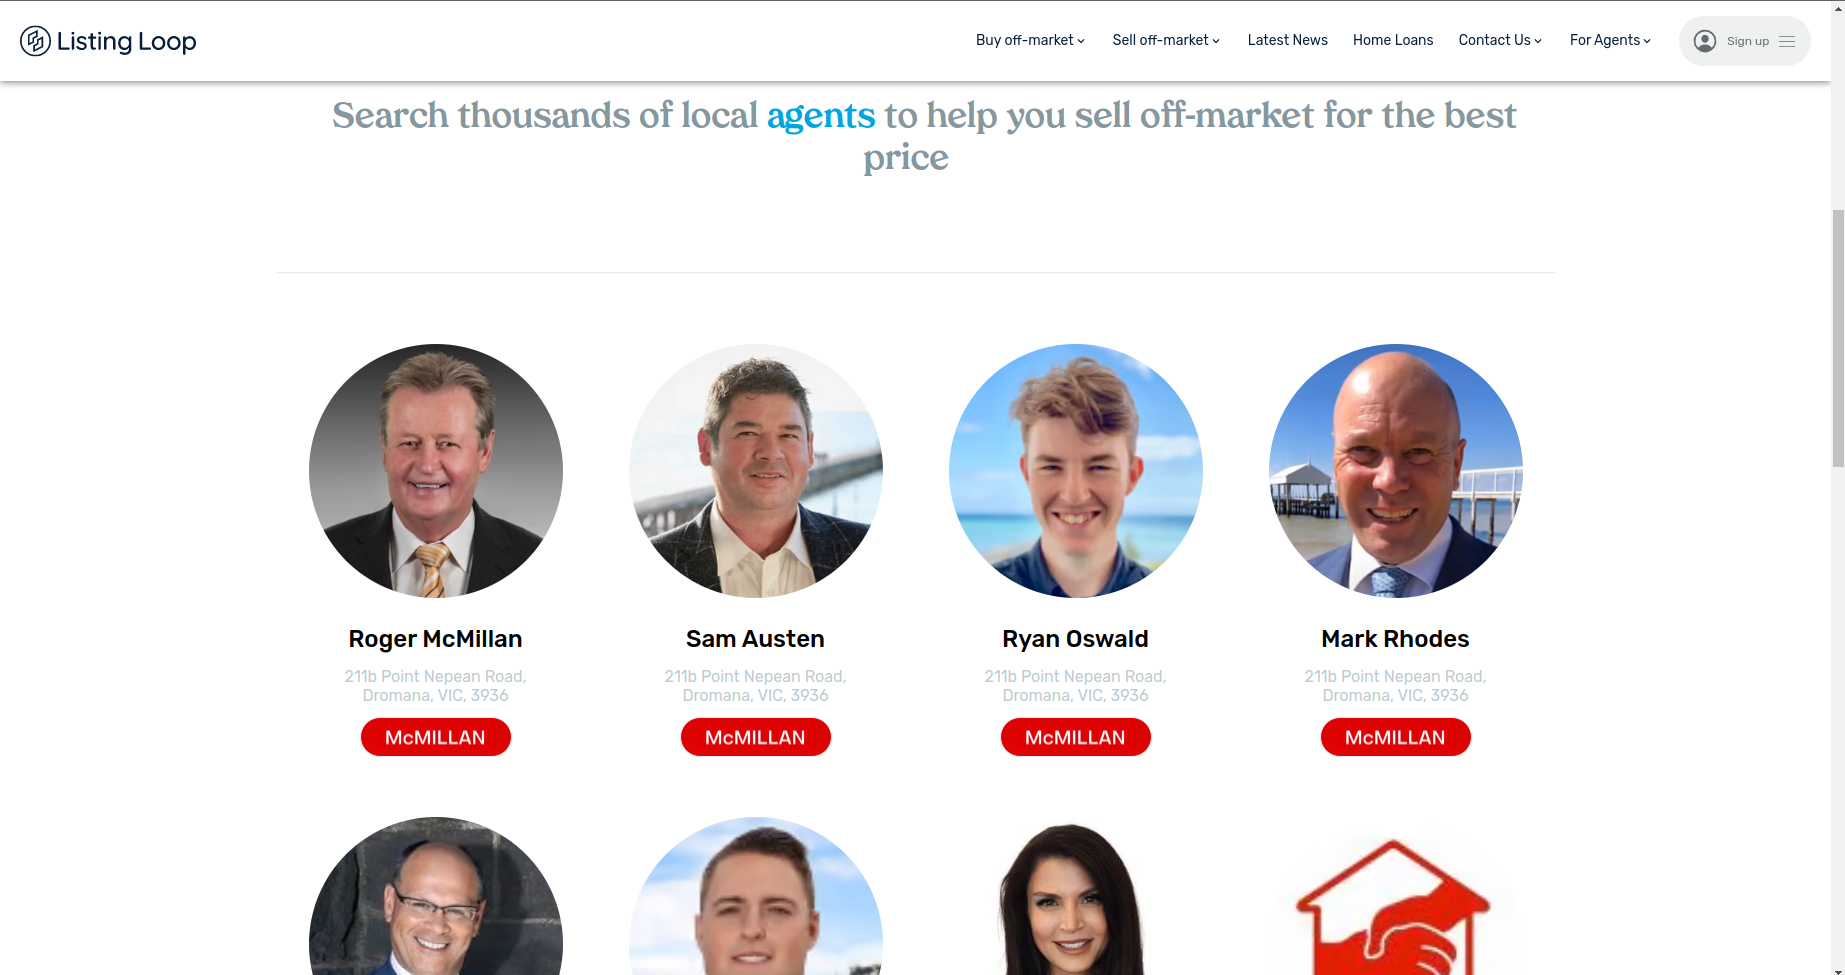 Listing Loop
Buy off-market
Sell off-market
Latest News
Home Loans
Contact Us
For Agents
Sign up
Search thousands of local agents to help you sell off-market for the best
price
Roger McMillan
211b Point Nepean Road,
Dromana, VIC, 3936
McMILLAN
Sam Austen
211b Point Nepean Road,
Dromana, VIC, 3936
McMILLAN
Ryan Oswald
211b Point Nepean Road,
Dromana, VIC, 3936
McMILLAN
Mark Rhodes
211b Point Nepean Road,
Dromana, VIC, 3936
McMILLAN